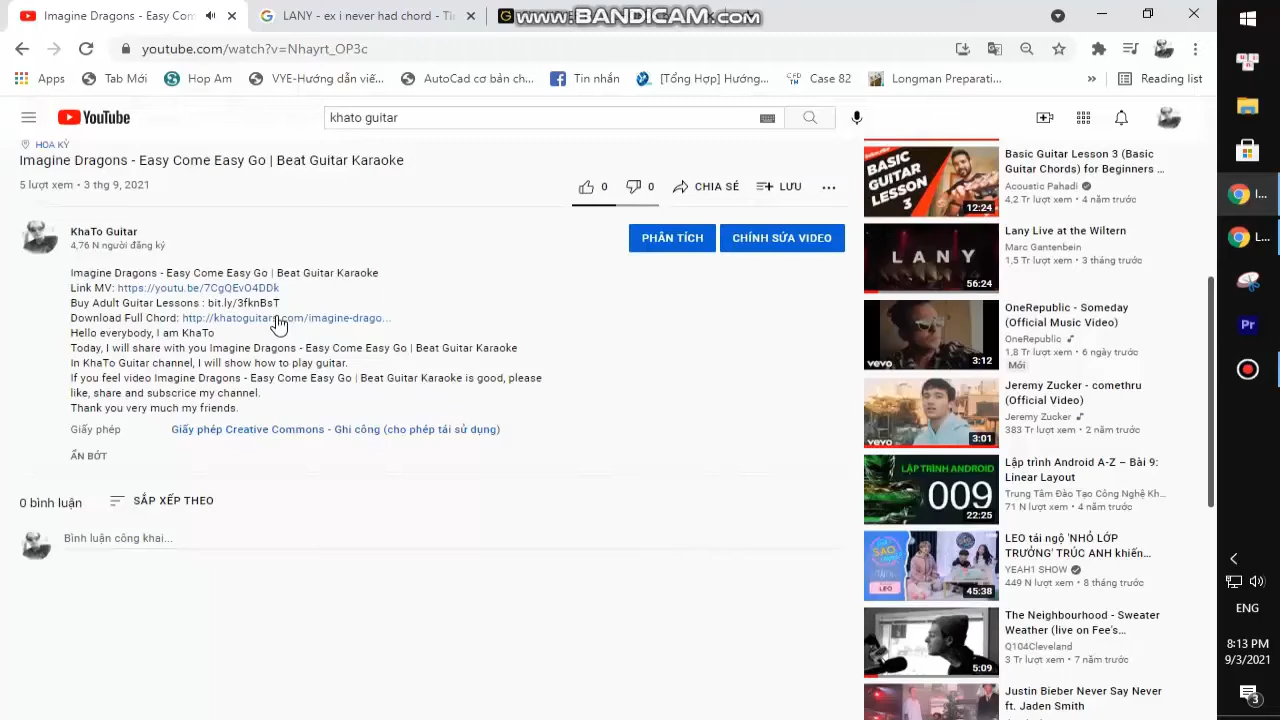 Imagine Dragons - Easy Com
LANY - ex i never had chord - Th
www.BANDICAM.com
youtube.com/watch?v=Nhayrt_OP3c
Apps
Tab Mới
Hop Am
VYE-Hướng dẫn viế...
AutoCad cơ bản ch...
Tin nhắn
[Tổng Hợp] Hướng...
Case 82
Longman Preparati...
»
Reading list
YouTube
khato guitar
HOA KỲ
Imagine Dragons - Easy Come Easy Go | Beat Guitar Karaoke
5 lượt xem • 3 thg 9, 2021
0
0
CHIA SẺ
LƯU
KhaTo Guitar
4,76 N người đăng ký
PHÂN TÍCH
CHỈNH SỬA VIDEO
Imagine Dragons - Easy Come Easy Go | Beat Guitar Karaoke
Link MV: https://youtu.be/7CgQEvO4DDk
Buy Adult Guitar Lessons : bit.ly/3fknBsT
Download Full Chord: http://khatoguitar.com/imagine-drago...
Hello everybody, I am KhaTo
Today, I will share with you Imagine Dragons - Easy Come Easy Go | Beat Guitar Karaoke
In KhaTo Guitar channel, I will show how to play guitar.
If you feel video Imagine Dragons - Easy Come Easy Go | Beat Guitar Karaoke is good, please
like, share and subscrice my channel.
Thank you very much my friends.
Giấy phép
Giấy phép Creative Commons - Ghi công (cho phép tái sử dụng)
ẨN BỚT
0 bình luận
SẮP XẾP THEO
Bình luận công khai...
BASIC
GUITAR
LESSON
3
12:24
Basic Guitar Lesson 3 (Basic
Guitar Chords) for Beginners ...
Acoustic Pahadi
4,2 Tr lượt xem • 4 năm trước
LANY
56:24
Lany Live at the Wiltern
Marc Gantenbein
1,5 Tr lượt xem • 3 tháng trước
vevo
3:12
OneRepublic - Someday
(Official Music Video)
OneRepublic
1,8 Tr lượt xem • 6 ngày trước
Mới
vevo
3:01
Jeremy Zucker - comethru
(Official Video)
Jeremy Zucker
383 Tr lượt xem • 2 năm trước
LẬP TRÌNH ANDROID
009
22:25
Lập trình Android A-Z – Bài 9:
Linear Layout
Trung Tâm Đào Tạo Công Nghệ Kh...
71 N lượt xem • 4 năm trước
SAO
LEO
45:38
LEO tái ngộ 'NHỎ LỚP
TRƯỞNG' TRÚC ANH khiến...
YEAH1 SHOW
449 N lượt xem • 8 tháng trước
5:09
The Neighbourhood - Sweater
Weather (live on Fee's...
Q104Cleveland
3 Tr lượt xem • 7 năm trước
Justin Bieber Never Say Never
ft. Jaden Smith
I...
L...
Pr
ENG
8:13 PM
9/3/2021
3